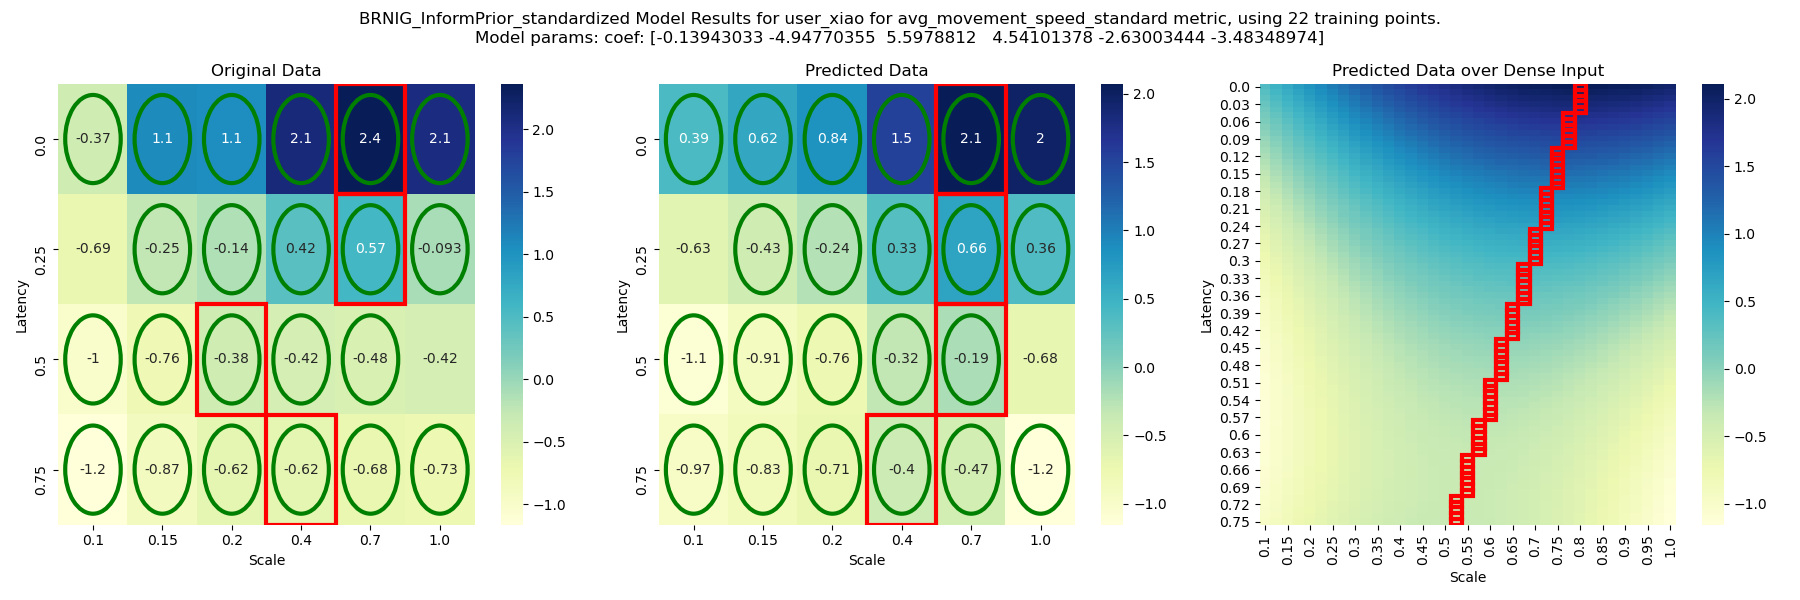 BRNIG_InformPrior_standardized Model Results for user_xiao for avg_movement_speed_standard metric, using 22 training points.
Model params: coef: [-0.13943033 -4.94770355  5.5978812   4.54101378 -2.63003444 -3.48348974]
Original Data
Latency
0.0
-0.37 1.1 1.1 2.1 2.4 2.1
0.25
-0.69 -0.25 -0.14 0.42 0.57 -0.093
0.5
-1 -0.76 -0.38 -0.42 -0.48 -0.42
0.75
-1.2 -0.87 -0.62 -0.62 -0.68 -0.73
0.1 0.15 0.2 0.4 0.7 1.0
Scale
2.0
1.5
1.0
0.5
0.0
−0.5
−1.0
Predicted Data
Latency
0.0
0.39 0.62 0.84 1.5 2.1 2
0.25
-0.63 -0.43 -0.24 0.33 0.66 0.36
0.5
-1.1 -0.91 -0.76 -0.32 -0.19 -0.68
0.75
-0.97 -0.83 -0.71 -0.4 -0.47 -1.2
0.1 0.15 0.2 0.4 0.7 1.0
Scale
2.0
1.5
1.0
0.5
0.0
−0.5
−1.0
Predicted Data over Dense Input
Latency
0.0
0.03
0.06
0.09
0.12
0.15
0.18
0.21
0.24
0.27
0.3
0.33
0.36
0.39
0.42
0.45
0.48
0.51
0.54
0.57
0.6
0.63
0.66
0.69
0.72
0.75
0.1 0.15 0.2 0.25 0.3 0.35 0.4 0.45 0.5 0.55 0.6 0.65 0.7 0.75 0.8 0.85 0.9 0.95 1.0
Scale
2.0
1.5
1.0
0.5
0.0
−0.5
−1.0